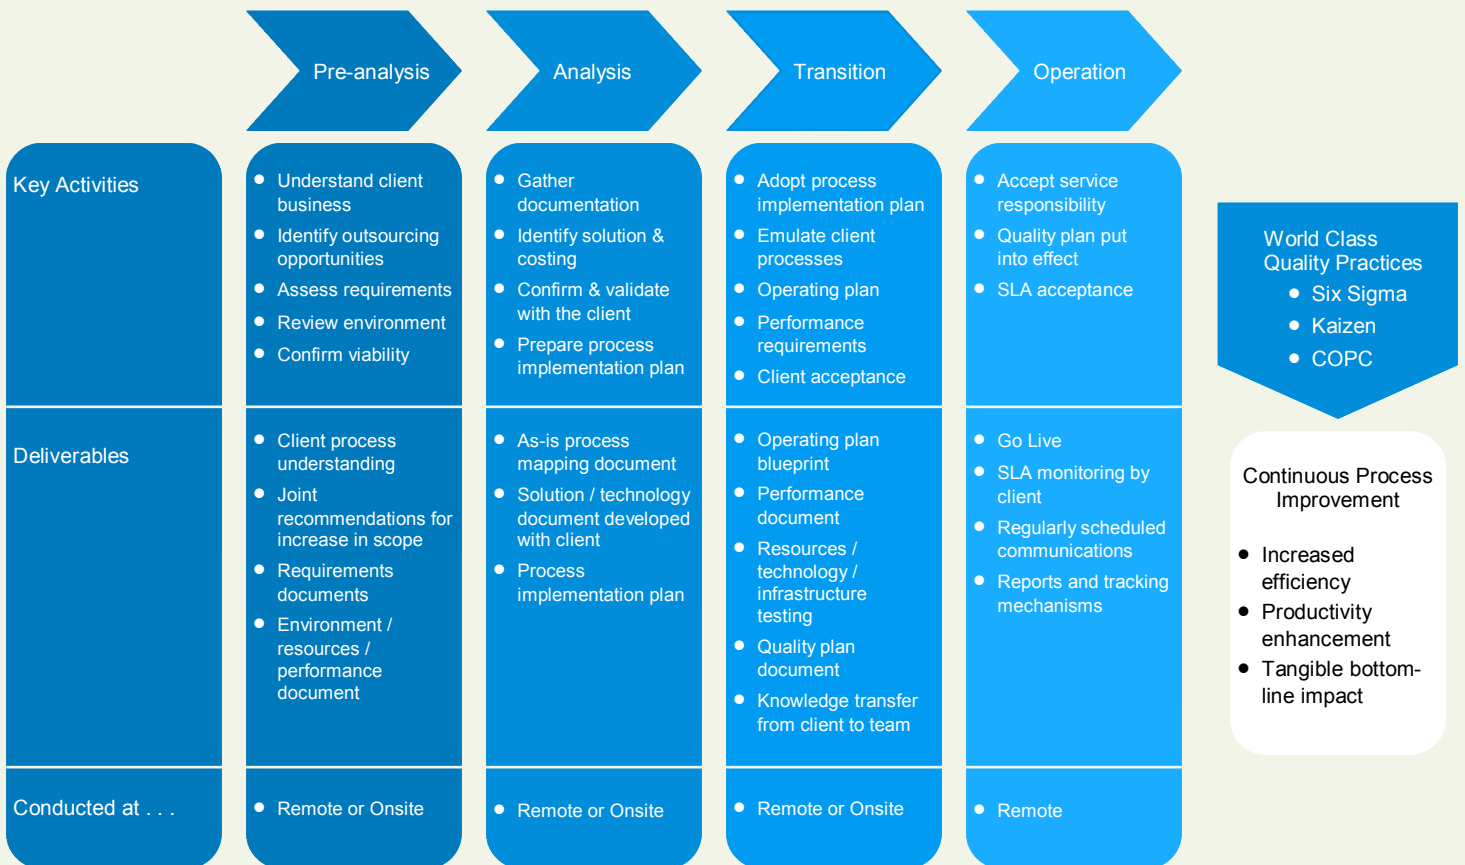 Pre-analysis
Analysis
Transition
Operation
Key Activities
Understand client
business
Identify outsourcing
opportunities
Assess requirements
Review environment
Confirm viability
Gather
documentation
Identify solution &
costing
Confirm & validate
with the client
Prepare process
implementation plan
Adopt process
implementation plan
Emulate client
processes
Operating plan
Performance
requirements
Client acceptance
Accept service
responsibility
Quality plan put
into effect
SLA acceptance
Deliverables
Client process
understanding
Joint
recommendations for
increase in scope
Requirements
documents
Environment /
resources /
performance
document
As-is process
mapping document
Solution / technology
document developed
with client
Process
implementation plan
Operating plan
blueprint
Performance
document
Resources /
technology /
infrastructure
testing
Quality plan
document
Knowledge transfer
from client to team
Go Live
SLA monitoring by
client
Regularly scheduled
communications
Reports and tracking
mechanisms
Conducted at . . .
Remote or Onsite
Remote or Onsite
Remote or Onsite
Remote
World Class
Quality Practices
Six Sigma
Kaizen
COPC
Continuous Process
Improvement
Increased
efficiency
Productivity
enhancement
Tangible bottom-
line impact